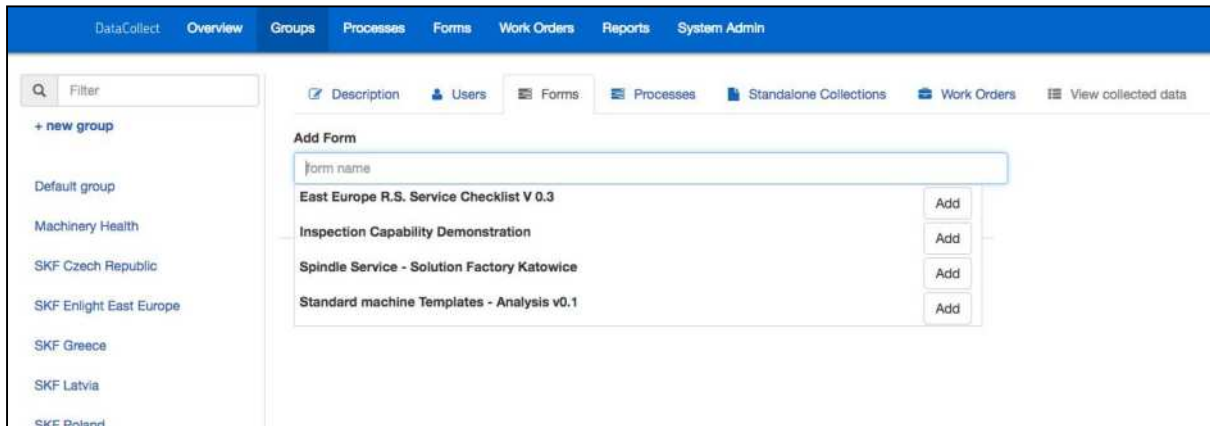 DataCollect Overview Groups Processes Forms Work Orders Reports System Admin
Filter
Description Users Forms Processes Standalone Collections Work Orders View collected data
+ new group
Add Form
form name
Default group
East Europe R.S. Service Checklist V 0.3 Add
Machinery Health
Inspection Capability Demonstration Add
SKF Czech Republic
Spindle Service - Solution Factory Katowice Add
SKF Enlight East Europe
Standard machine Templates - Analysis v0.1 Add
SKF Greece
SKF Latvia
SKF Poland